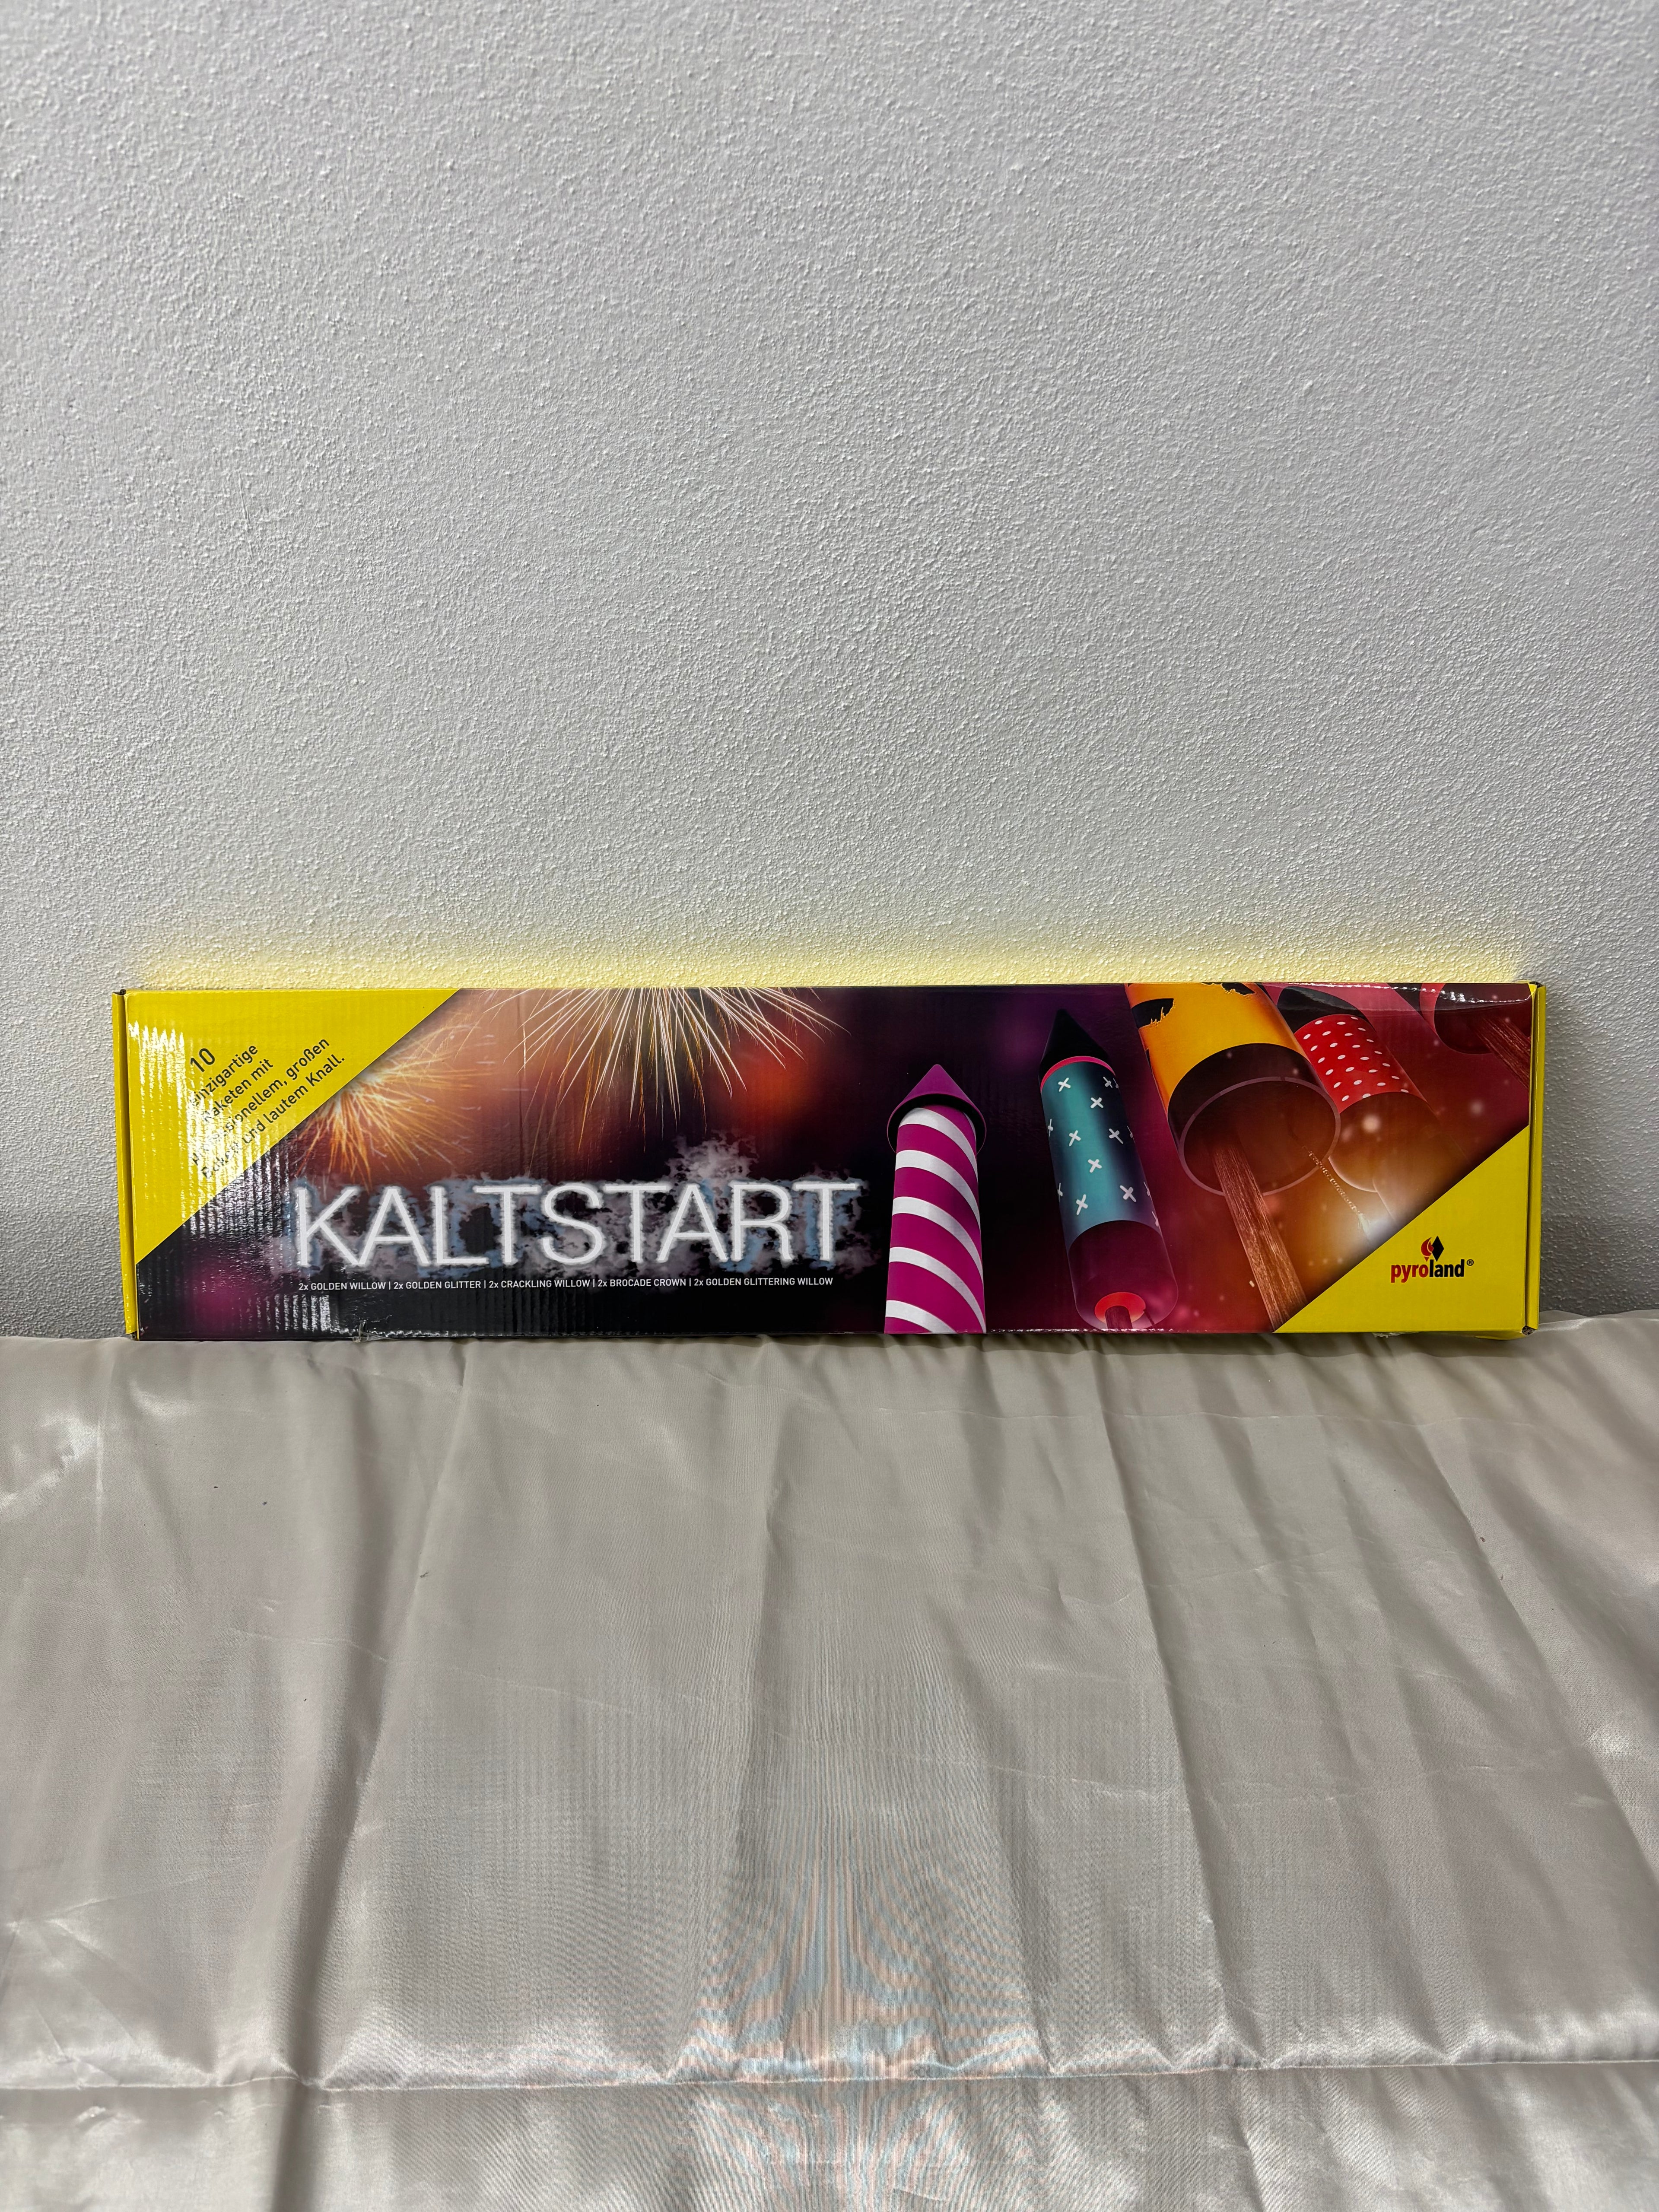 10
einzigartige
Raketen mit
großen
und lautem Knall.
KALTSTART
2x GOLDEN WILLOW | 2x GOLDEN GLITTER | 2x CRACKLING WILLOW | 2x BROCADE CROWN | 2x GOLDEN GLITTERING WILLOW
pyroland®